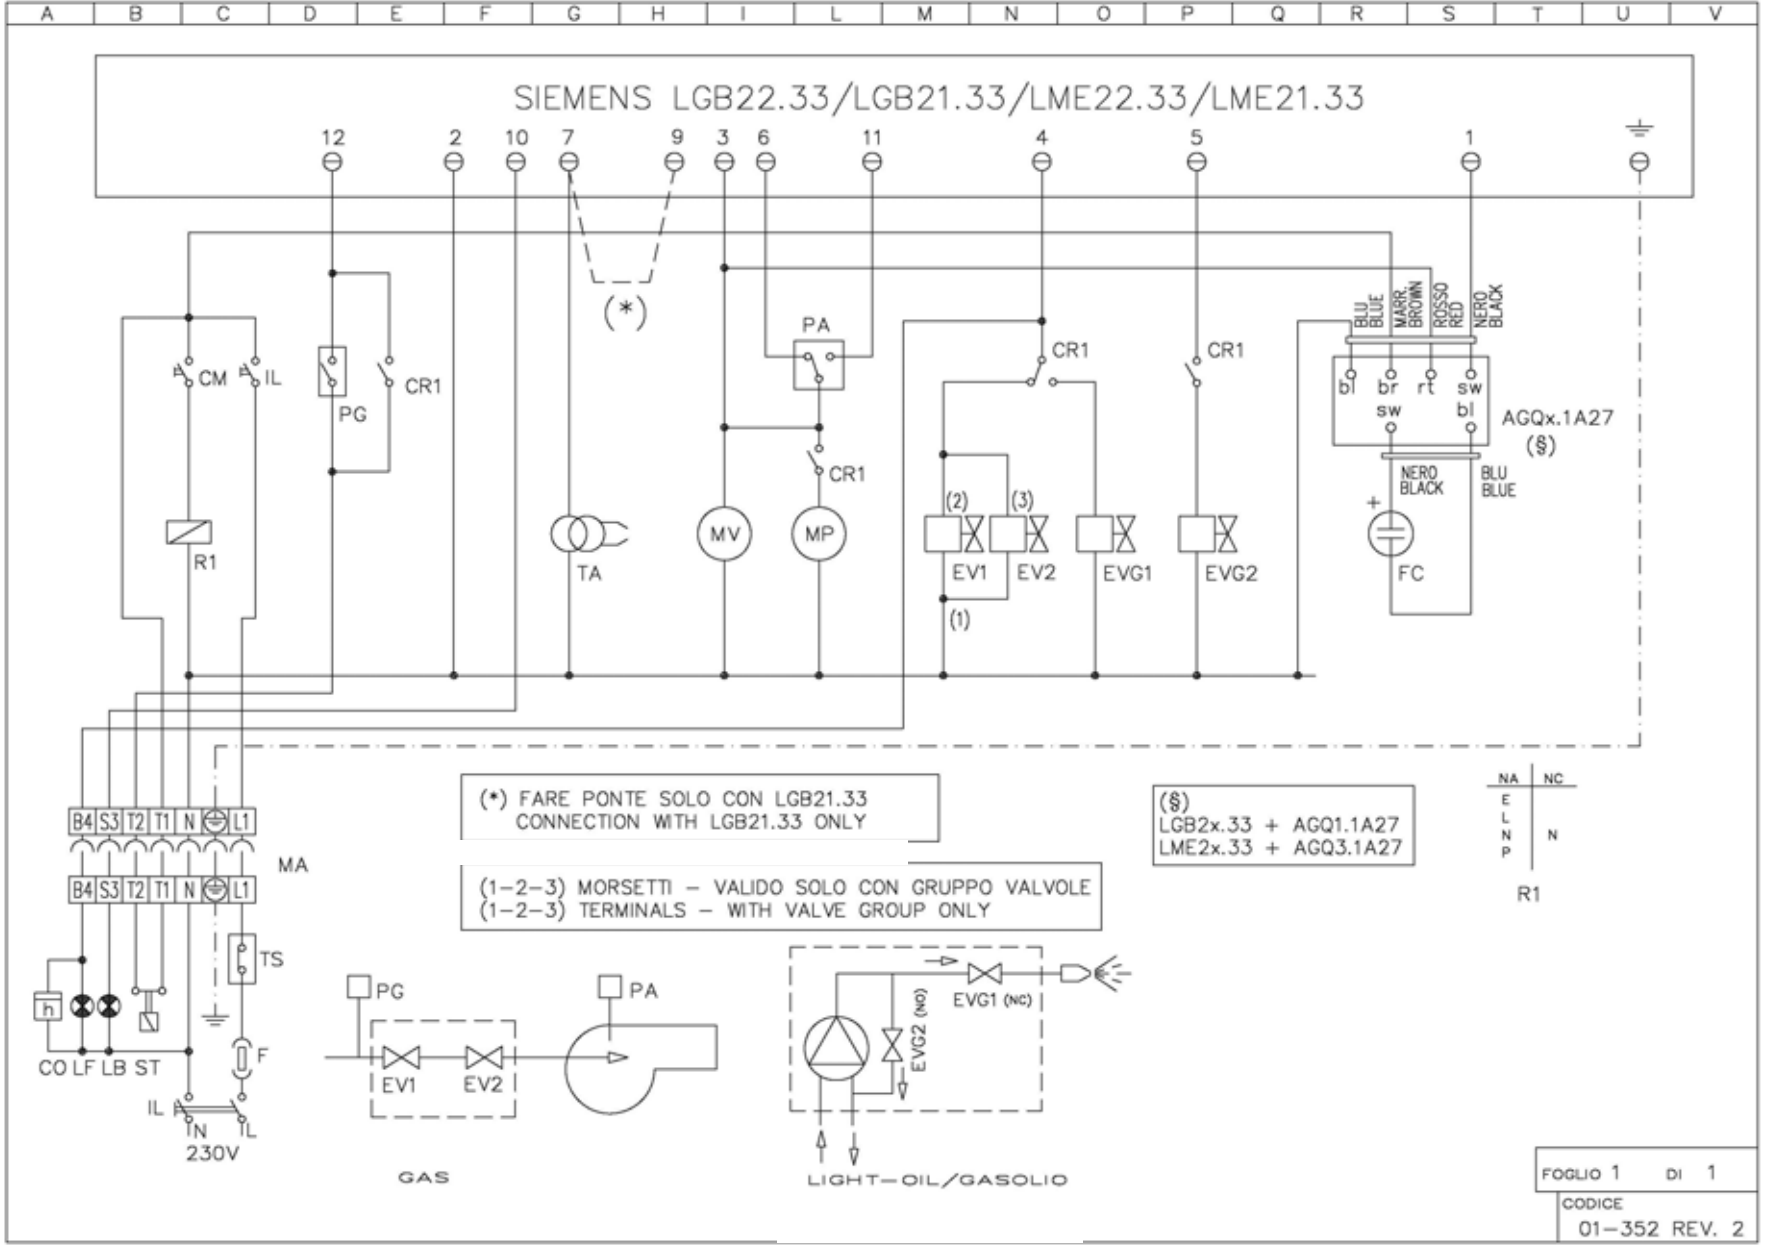 A B C D E F G H I L M N O P Q R S T U V
SIEMENS LGB22.33/LGB21.33/LME22.33/LME21.33
12 2 10 7 9 3 6 11 4 5 1
(*)
BLU
BLUE
MARR.
BROWN
ROSSO
RED
NERO
BLACK
PA
CR1
CR1
CM
IL
CR1
PG
bl br rt sw
sw bl
AGQx.1A27
(§)
CR1
NERO
BLACK
BLU
BLUE
(2)
(3)
+
MV
MP
R1
TA
EV1
EV2
EVG1
EVG2
FC
(1)
B4 S3 T2 T1 N L1
MA
B4 S3 T2 T1 N L1
(*) FARE PONTE SOLO CON LGB21.33
CONNECTION WITH LGB21.33 ONLY
(§)
LGB2x.33 + AGQ1.1A27
LME2x.33 + AGQ3.1A27
NA NC
E
L
N N
P
R1
(1-2-3) MORSETTI - VALIDO SOLO CON GRUPPO VALVOLE
(1-2-3) TERMINALS - WITH VALVE GROUP ONLY
TS
h
CO LF LB ST
F
IL
N L
230V
PG
PA
EV1
EV2
GAS
EVG1 (NC)
EVG2 (NO)
LIGHT-OIL/GASOLIO
FOGLIO 1 DI 1
CODICE
01-352 REV. 2